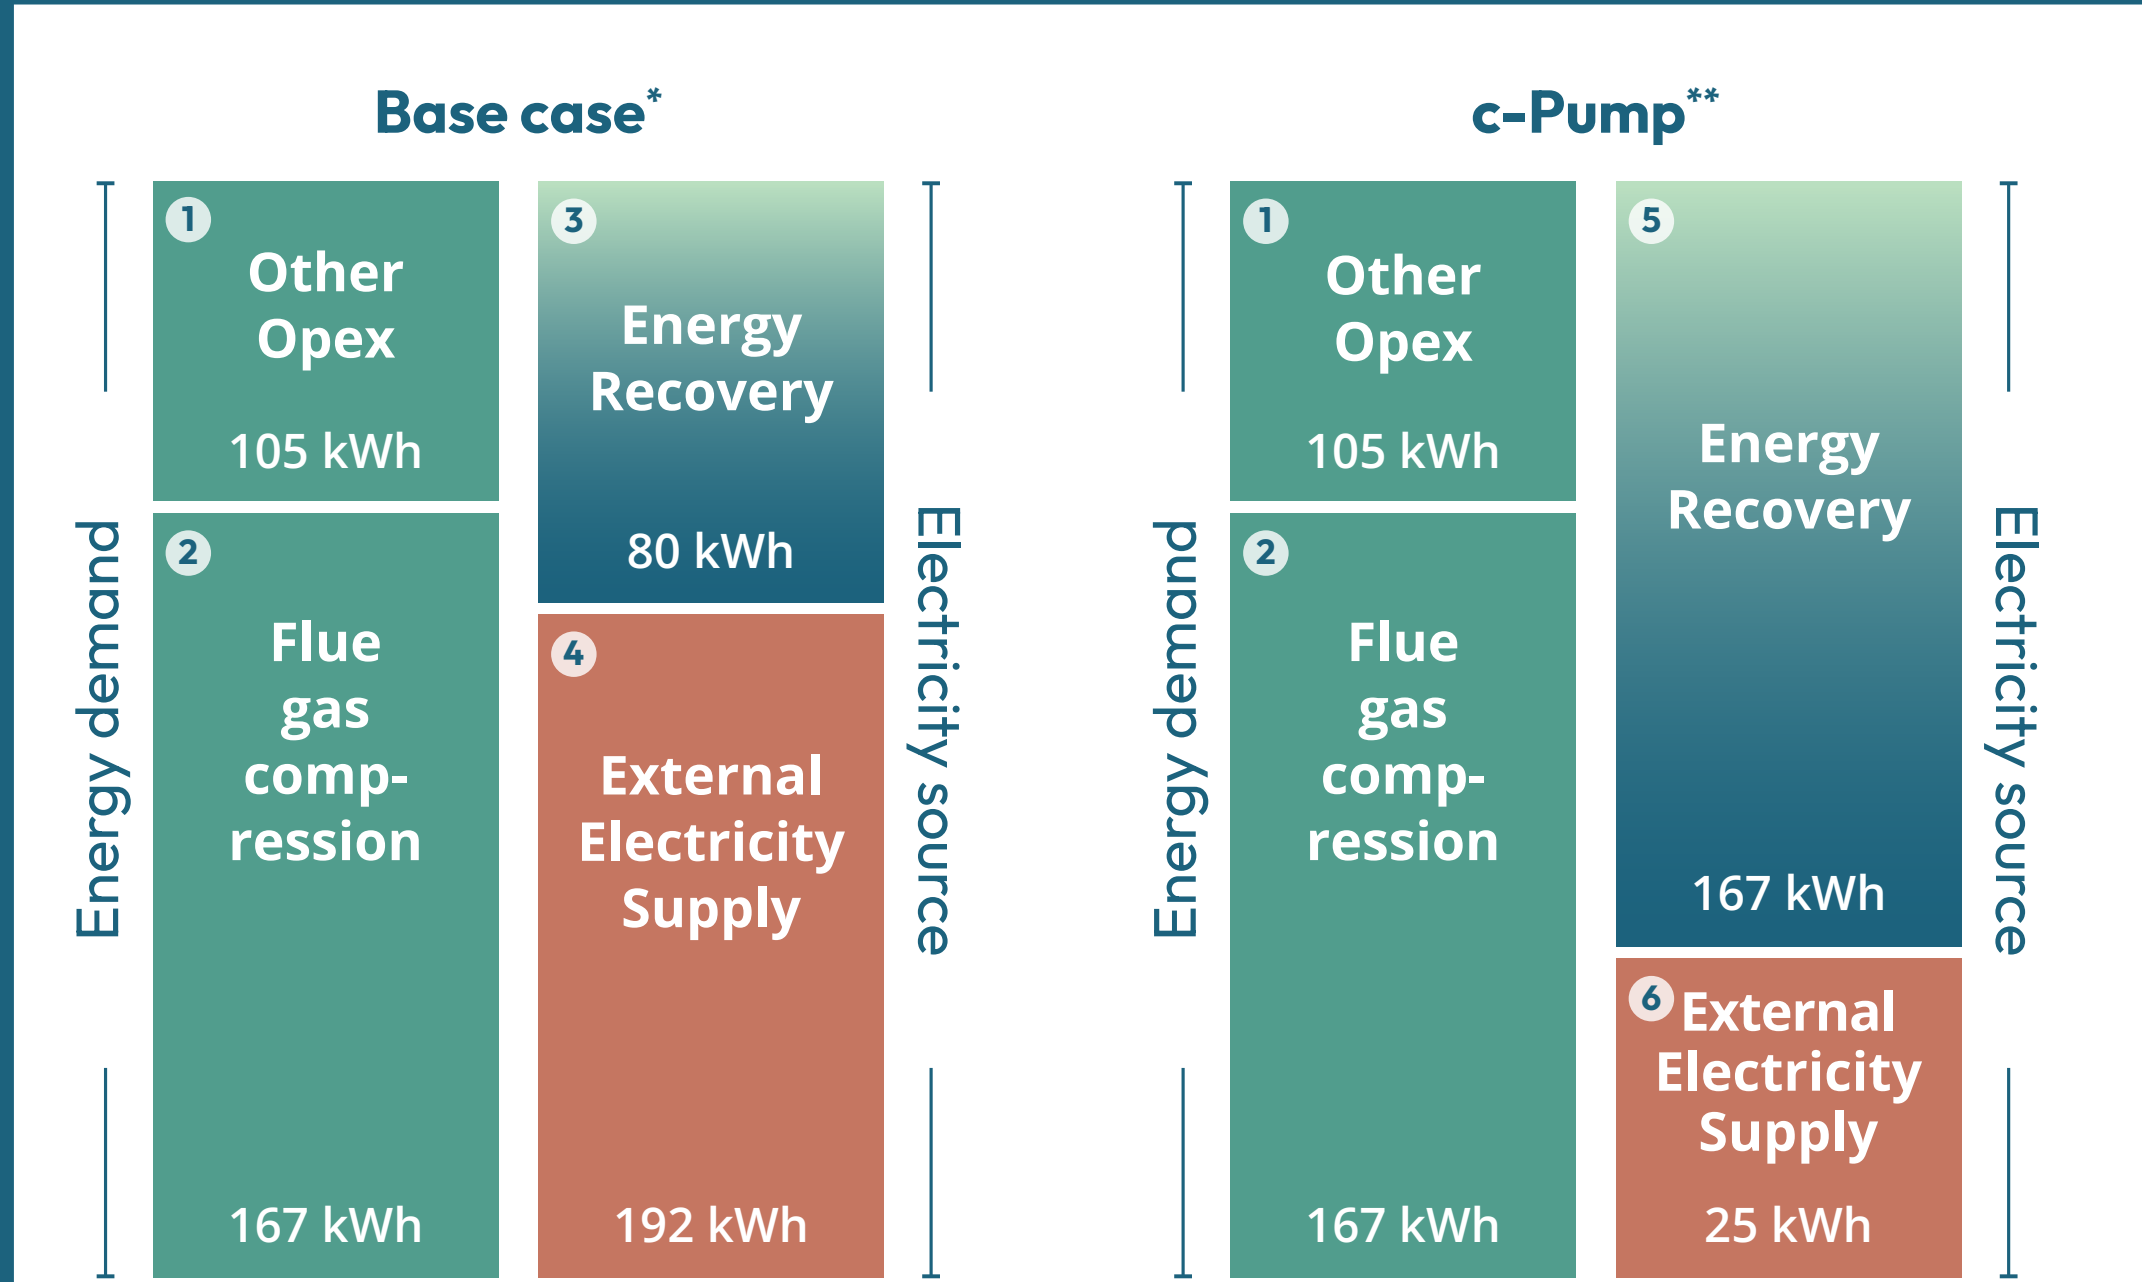 Base case*
Energy demand
1
Other
Opex
105 kWh
2
Flue
gas
comp-
ression
167 kWh
3
Energy
Recovery
80 kWh
4
External
Electricity
Supply
192 kWh
Electricity source
c-Pump**
Energy demand
1
Other
Opex
105 kWh
2
Flue
gas
comp-
ression
167 kWh
5
Energy
Recovery
167 kWh
6
External
Electricity
Supply
25 kWh
Electricity source